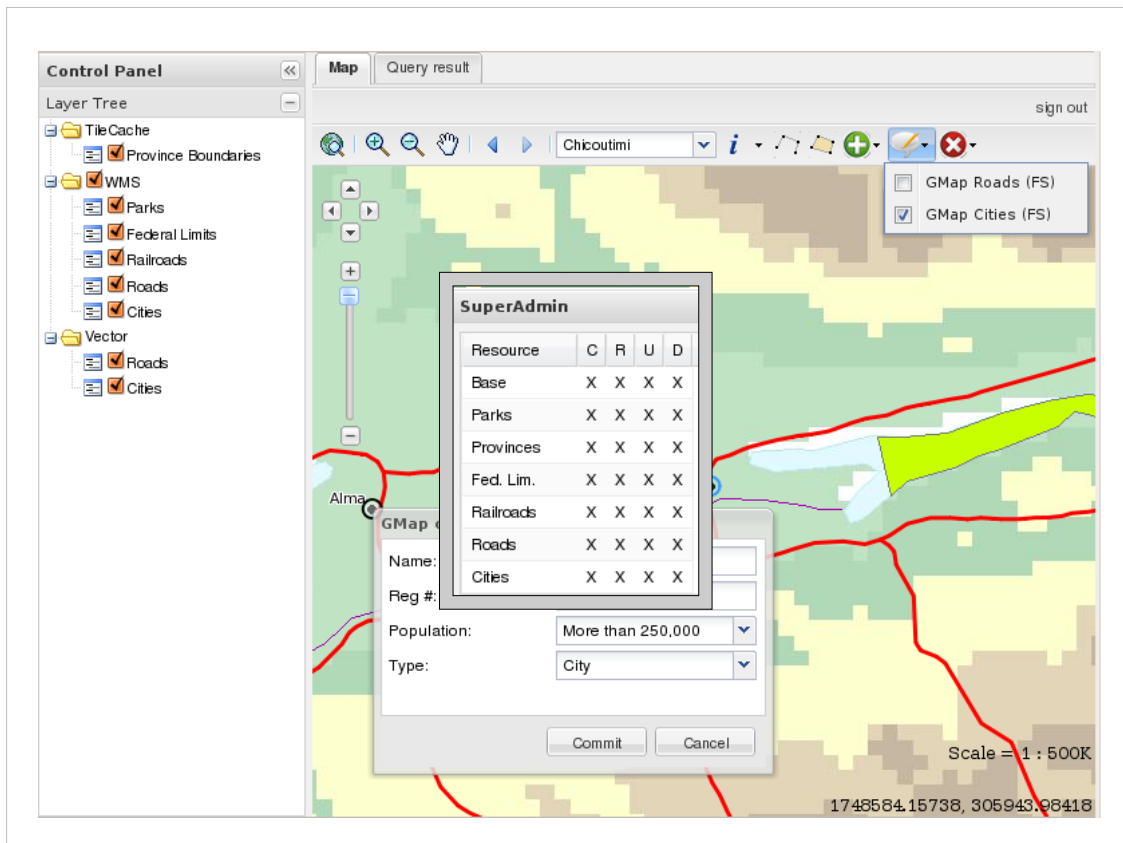 Control Panel
Layer Tree
TileCache
Province Boundaries
WMS
Parks
Federal Limits
Railroads
Roads
Cities
Vector
Roads
Cities
Map Query result
sign out
Chicoutimi
GMap Roads (FS)
GMap Cities (FS)
SuperAdmin
Resource C R U D
Base X X X X
Parks X X X X
Provinces X X X X
Fed. Lim. X X X X
Railroads X X X X
Roads X X X X
Cities X X X X
Alma
GMap
Name:
Reg #:
Population: More than 250,000
Type: City
Commit Cancel
Scale = 1 : 500K
1748584.15738, 305943.98418